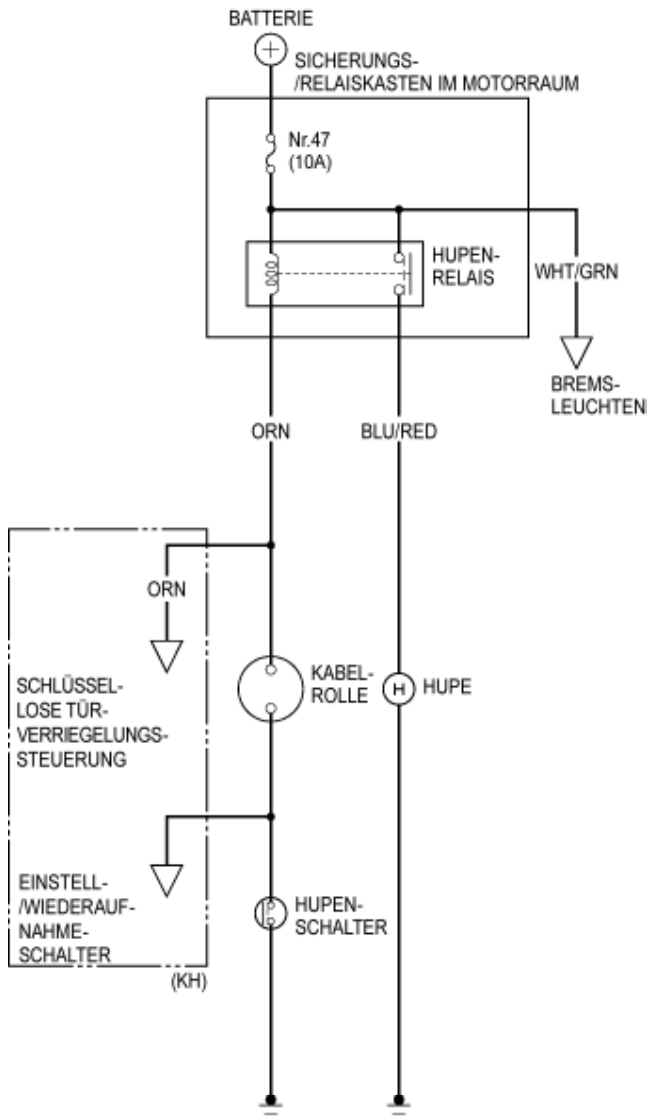 BATTERIE
SICHERUNGS-
/RELAISKASTEN IM MOTORRAUM
Nr.47
(10A)
HUPEN-
RELAIS
WHT/GRN
BREMS-
LEUCHTEN
ORN
BLU/RED
ORN
SCHLÜSSEL-
LOSE TÜR-
VERRIEGELUNGS-
STEUERUNG
KABEL-
ROLLE
H
HUPE
EINSTELL-
/WIEDERAUF-
NAHME-
SCHALTER
HUPEN-
SCHALTER
(KH)